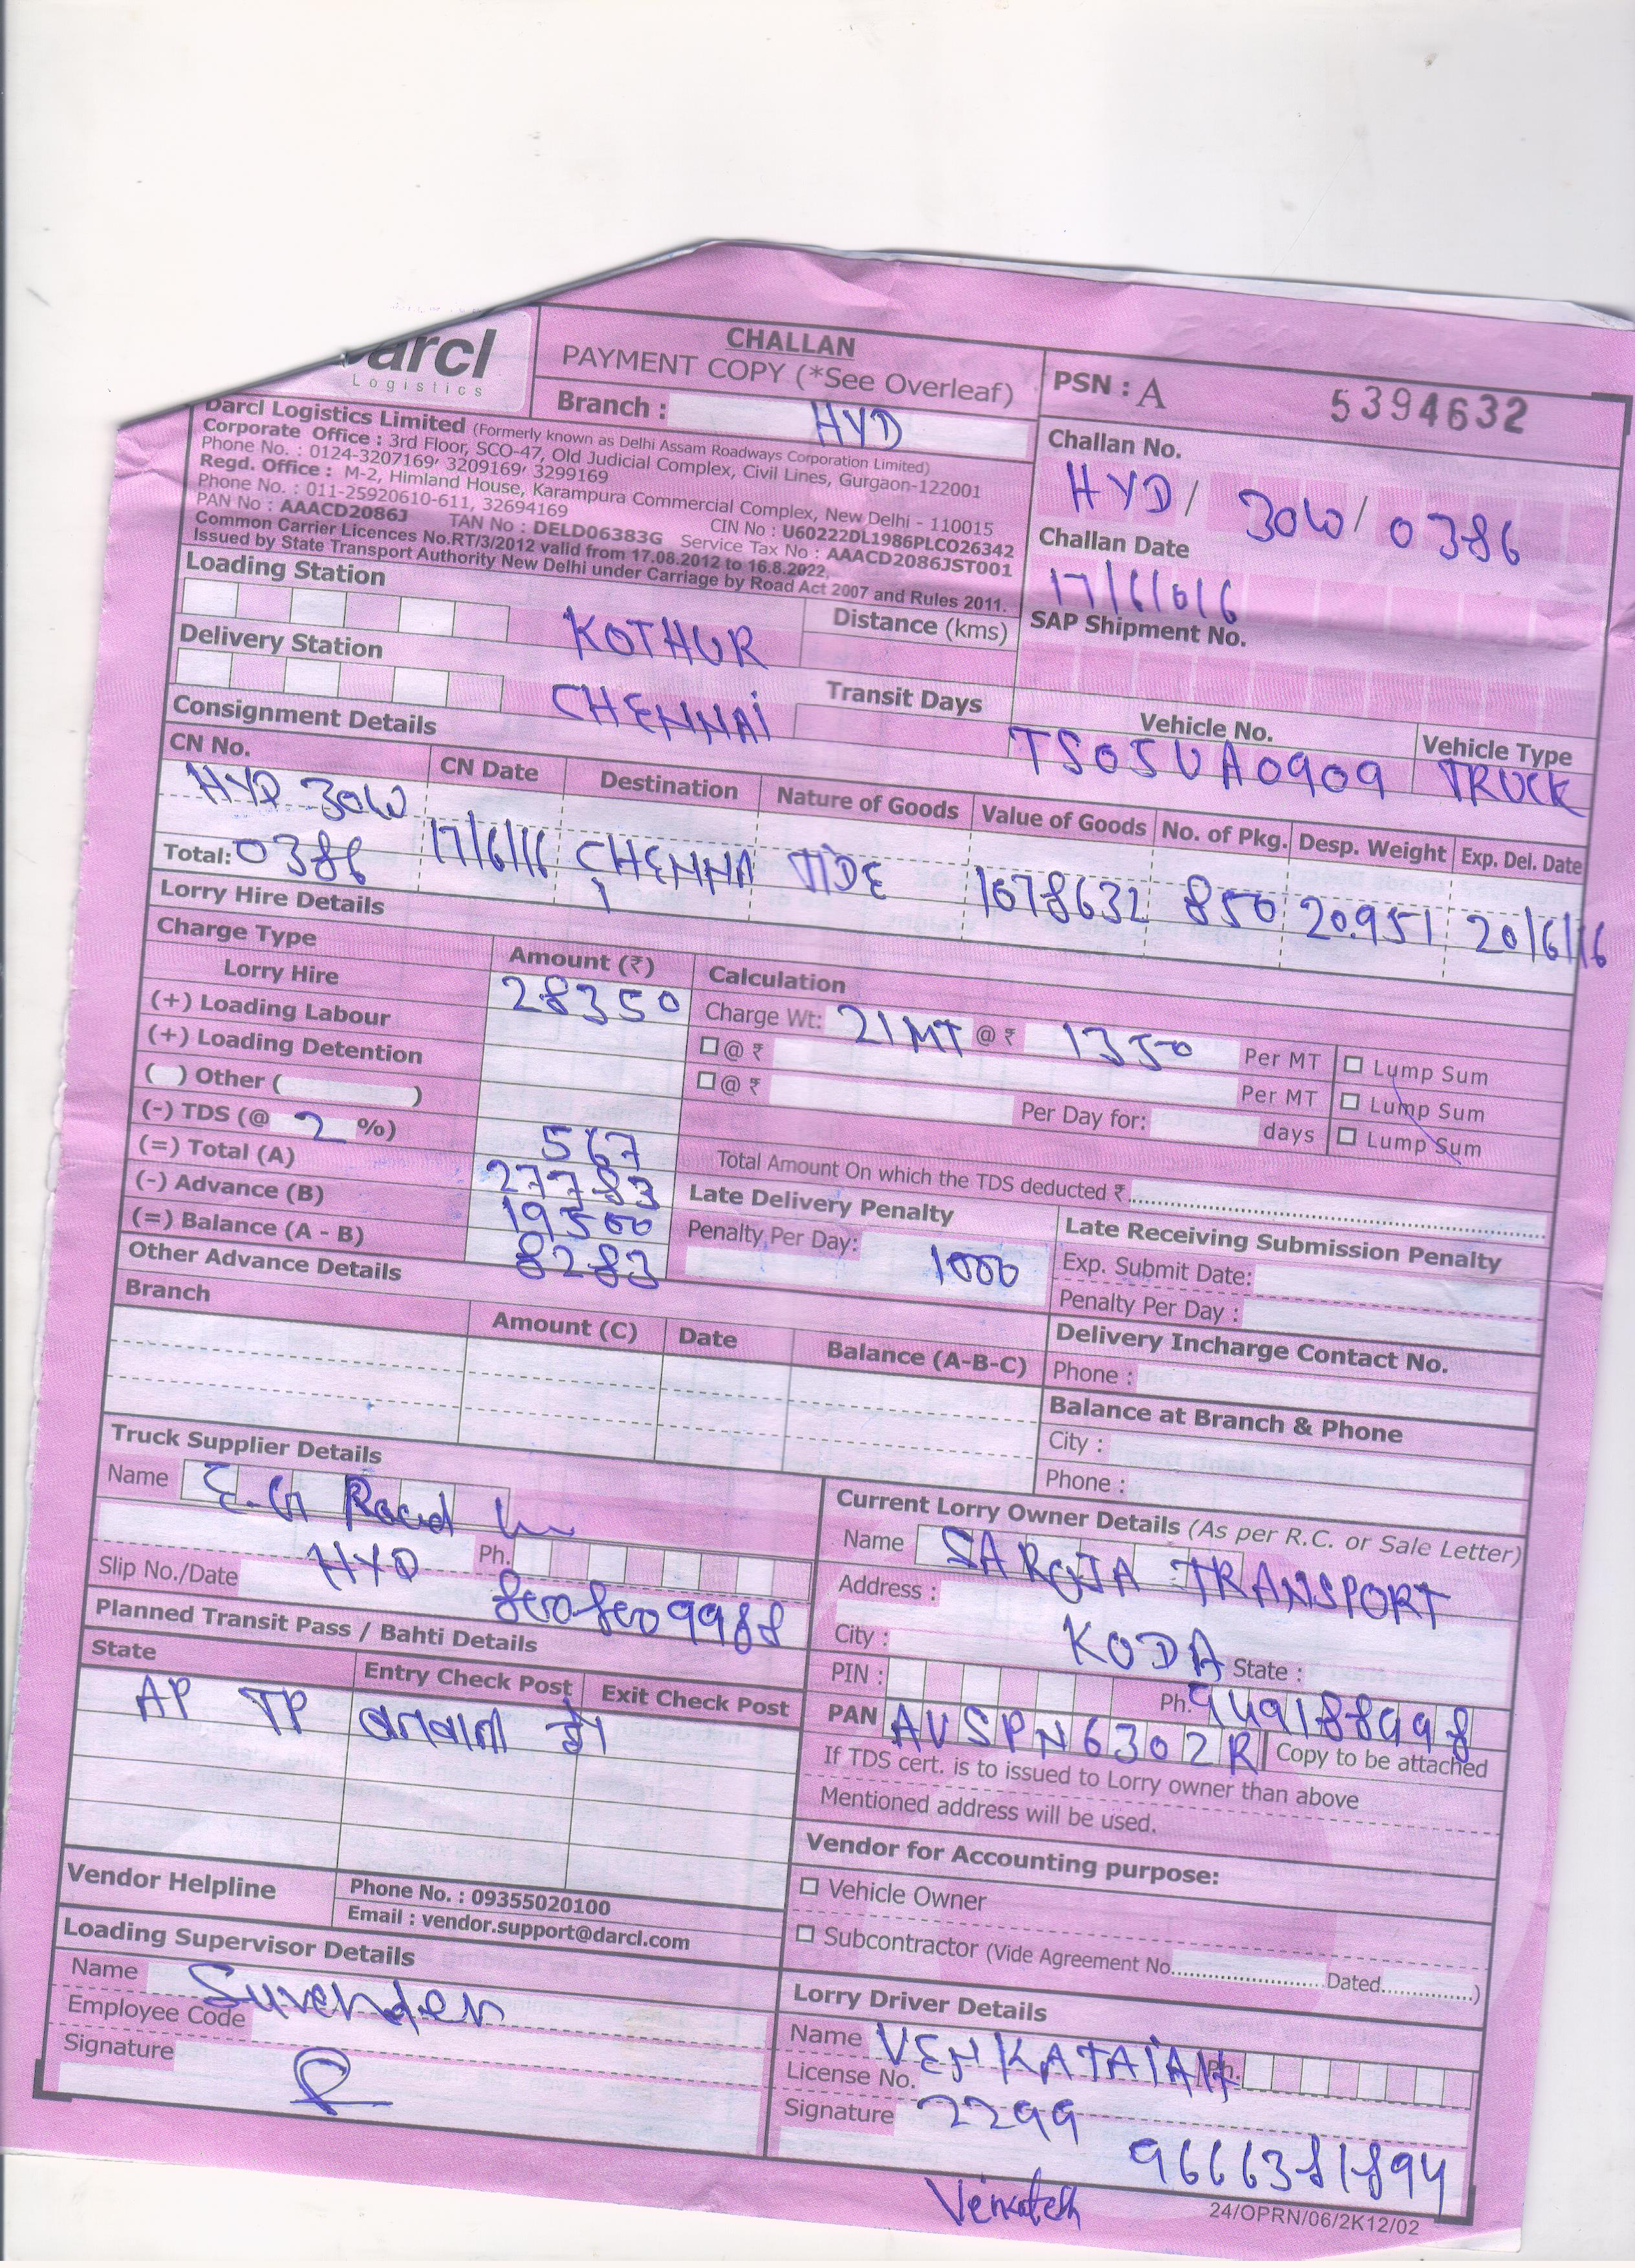 darcl
Logistics
CHALLAN
PAYMENT COPY (*See Overleaf)
Branch : HYD
PSN : A 5394632
Darcl Logistics Limited (Formerly known as Delhi Assam Roadways Corporation Limited)
Corporate Office : 3rd Floor, SCO-47, Old Judicial Complex, Civil Lines, Gurgaon-122001
Phone No. : 0124-3207169, 3209169, 3299169
Regd. Office : M-2, Himland House, Karampura Commercial Complex, New Delhi - 110015
Phone No. : 011-25920610-611, 32694169
PAN No : AAACD2086J TAN No : DELD06383G CIN No : U60222DL1986PLCO26342
Service Tax No : AAACD2086JST001
Common Carrier Licences No.RT/3/2012 valid from 17.08.2012 to 16.8.2022,
Issued by State Transport Authority New Delhi under Carriage by Road Act 2007 and Rules 2011.
Challan No.
HYD/ 30W/ 0386
Challan Date
17/6/016
SAP Shipment No.
Loading Station KOTHUR Distance (kms)
Delivery Station CHENNAI Transit Days
Vehicle No. Vehicle Type
TS05UA0909 TRUCK
Consignment Details
CN No. CN Date Destination Nature of Goods Value of Goods No. of Pkg. Desp. Weight Exp. Del. Date
HYD 30W
0386 17/6/16 CHENNAI TIDE 1078632 850 20.951 20/6/16
Total:
Lorry Hire Details
Charge Type Amount (₹) Calculation
Lorry Hire 28350 Charge Wt: 21MT @ ₹ 1350 Per MT Lump Sum
(+) Loading Labour @ ₹ Per MT Lump Sum
(+) Loading Detention @ ₹ Per Day for: days Lump Sum
( ) Other ( )
(-) TDS (@ 2 %) 567 Total Amount On which the TDS deducted ₹
(=) Total (A) 27783
(-) Advance (B) 19500
(=) Balance (A - B) 8283
Late Delivery Penalty
Penalty Per Day: 1000
Late Receiving Submission Penalty
Exp. Submit Date:
Penalty Per Day :
Other Advance Details
Branch Amount (C) Date Balance (A-B-C)
Delivery Incharge Contact No.
Phone :
Balance at Branch & Phone
City :
Phone :
Truck Supplier Details
Name E.G Road
HYD Ph.
Slip No./Date 8008009988
Current Lorry Owner Details (As per R.C. or Sale Letter)
Name SAROJA TRANSPORT
Address :
KODA
City : State :
PIN : Ph. 9491889998
PAN AVSPN6302R Copy to be attached
If TDS cert. is to issued to Lorry owner than above
Mentioned address will be used.
Planned Transit Pass / Bahti Details
State Entry Check Post Exit Check Post
AP TP बनवानी है।
Vendor for Accounting purpose:
Vehicle Owner
Subcontractor (Vide Agreement No. Dated )
Vendor Helpline Phone No. : 09355020100
Email : vendor.support@darcl.com
Loading Supervisor Details
Name Surender
Employee Code
Signature
Lorry Driver Details
Name VENKATAIAH Ph.
License No.
2299
Signature
9666381894
Venkatesh
24/OPRN/06/2K12/02